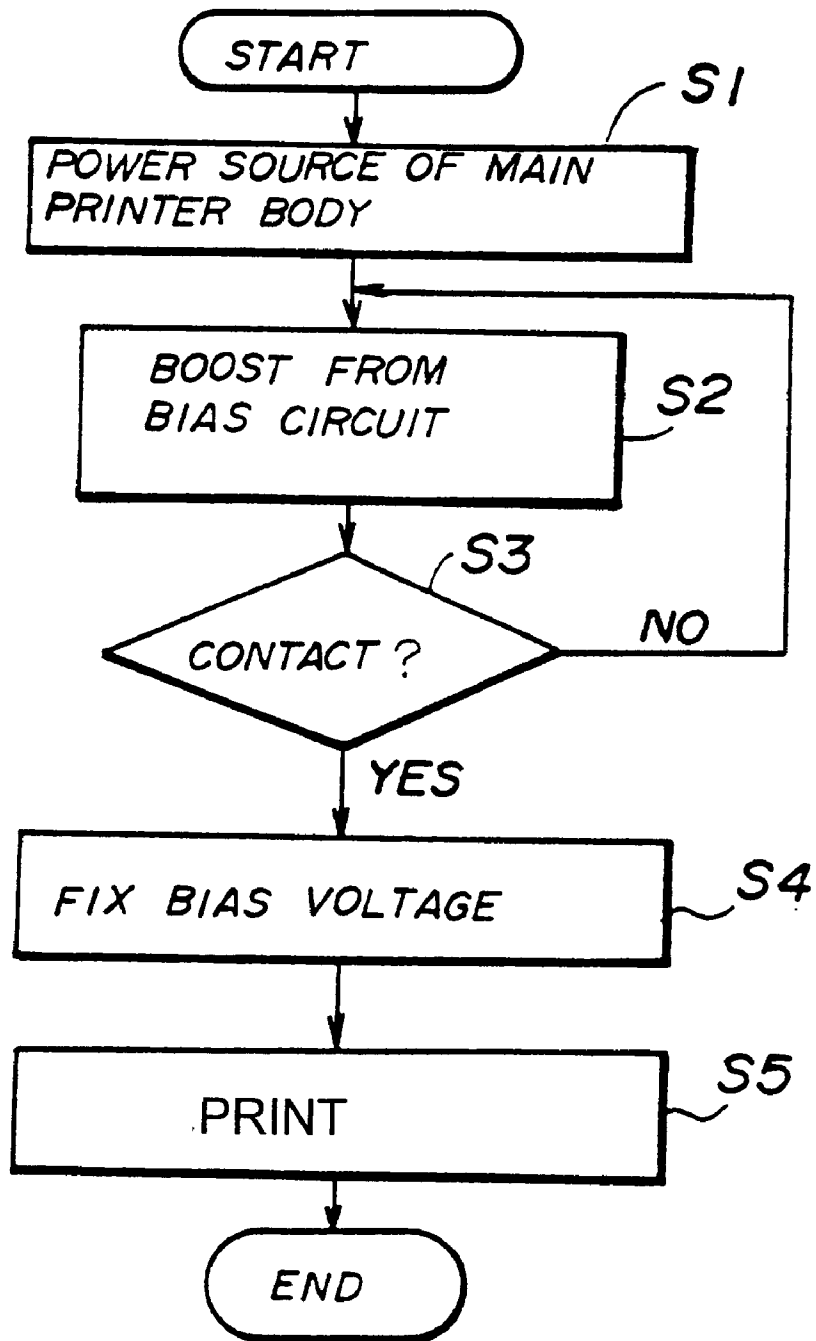 START
S1
POWER SOURCE OF MAIN
PRINTER BODY
BOOST FROM
BIAS CIRCUIT
S2
S3
CONTACT ?
NO
YES
FIX BIAS VOLTAGE
S4
PRINT
S5
END